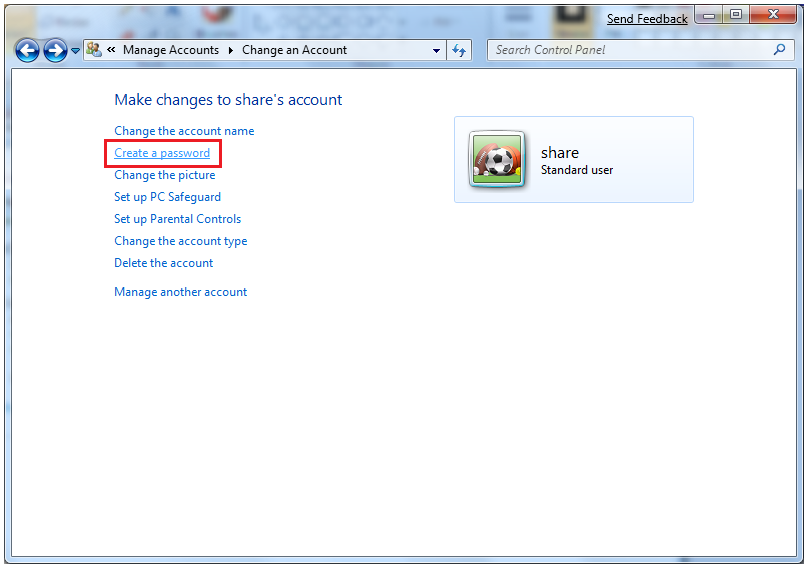 Send Feedback
« Manage Accounts ▸ Change an Account
Search Control Panel
Make changes to share's account
Change the account name
Create a password
Change the picture
Set up PC Safeguard
Set up Parental Controls
Change the account type
Delete the account
Manage another account
share
Standard user